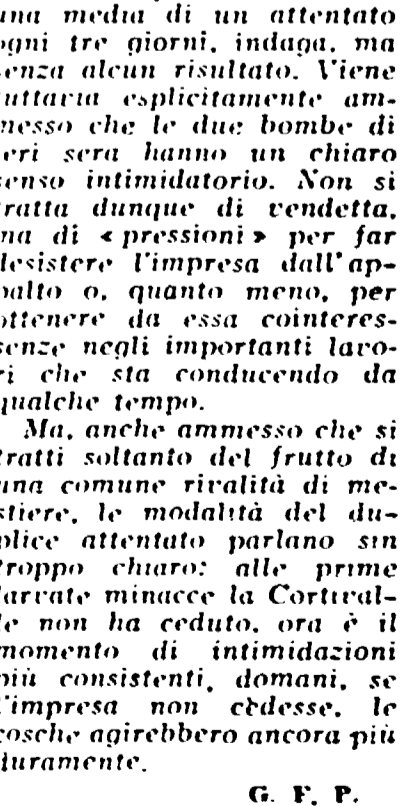 una media di un attentato
ogni tre giorni, indaga, ma
senza alcun risultato. Viene
tuttavia esplicitamente am-
messo che le due bombe di
ieri sera hanno un chiaro
senso intimidatorio. Non si
tratta dunque di vendetta,
ma di «pressioni» per far
desistere l'impresa dall'ap-
palto o, quanto meno, per
ottenere da essa cointeres-
senze negli importanti lavo-
ri che sta conducendo da
qualche tempo.
Ma, anche ammesso che si
tratti soltanto del frutto di
una comune rivalità di me-
stiere, le modalità del du-
plice attentato parlano sin
troppo chiaro: alle prime
larvate minacce la Cortival-
le non ha ceduto, ora è il
momento di intimidazioni
più consistenti, domani, se
l'impresa non cèdesse, le
cosche agirebbero ancora più
duramente.
G. F. P.